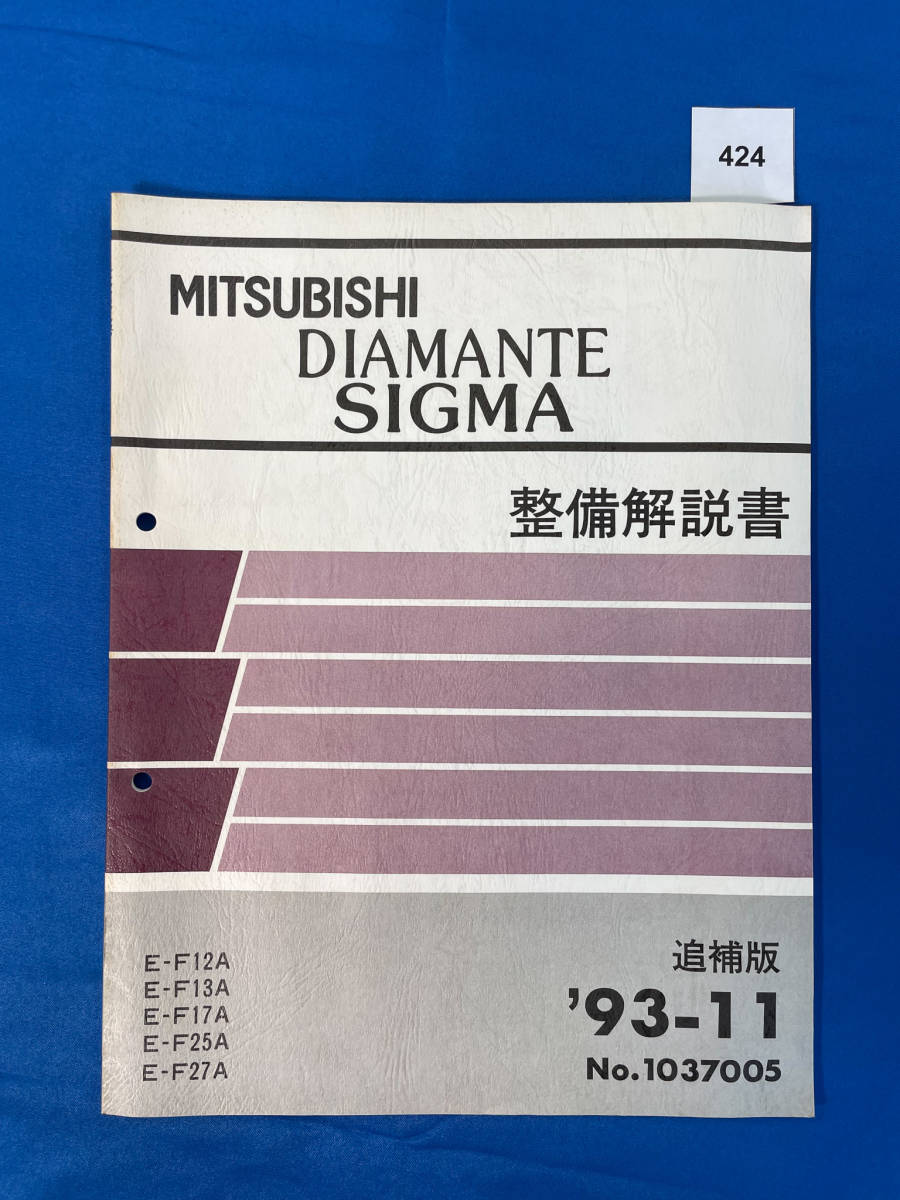 424
MITSUBISHI
DIAMANTE
SIGMA
整備解説書
E-F12A
E-F13A
E-F17A
E-F25A
E-F27A
追補版
'93-11
No.1037005